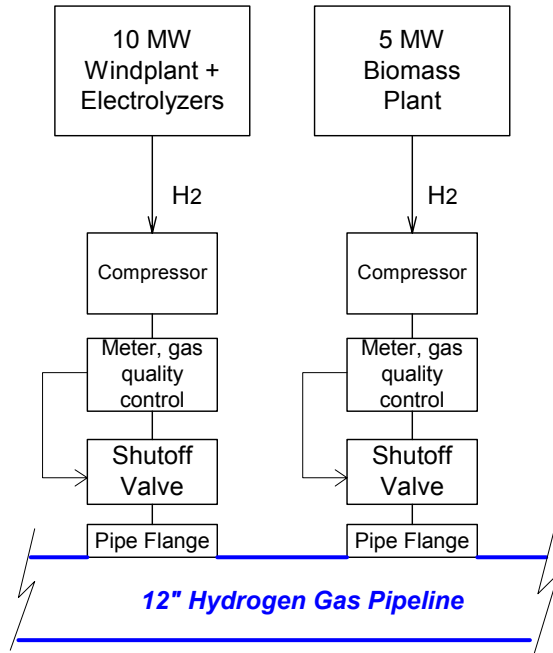 10 MW
Windplant +
Electrolyzers
5 MW
Biomass
Plant
H2
H2
Compressor
Compressor
Meter, gas
quality
control
Meter, gas
quality
control
Shutoff
Valve
Shutoff
Valve
Pipe Flange
Pipe Flange
12" Hydrogen Gas Pipeline